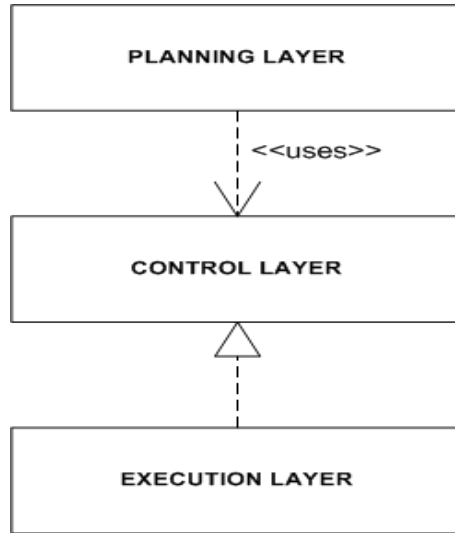 PLANNING LAYER
<<uses>>
CONTROL LAYER
EXECUTION LAYER